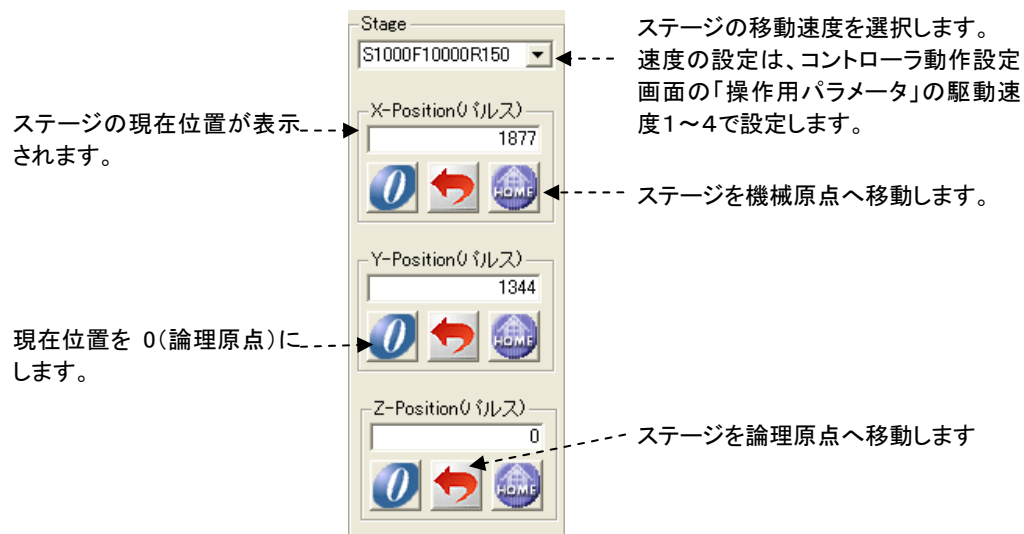 Stage
S1000F10000R150
ステージの移動速度を選択します。
速度の設定は、コントローラ動作設定
画面の「操作用パラメータ」の駆動速
度1～4で設定します。
ステージの現在位置が表示
されます。
X-Position(パルス)
1877
HOME
ステージを機械原点へ移動します。
Y-Position(パルス)
1344
現在位置を 0(論理原点)に
します。
0
HOME
Z-Position(パルス)
0
ステージを論理原点へ移動します
0
HOME